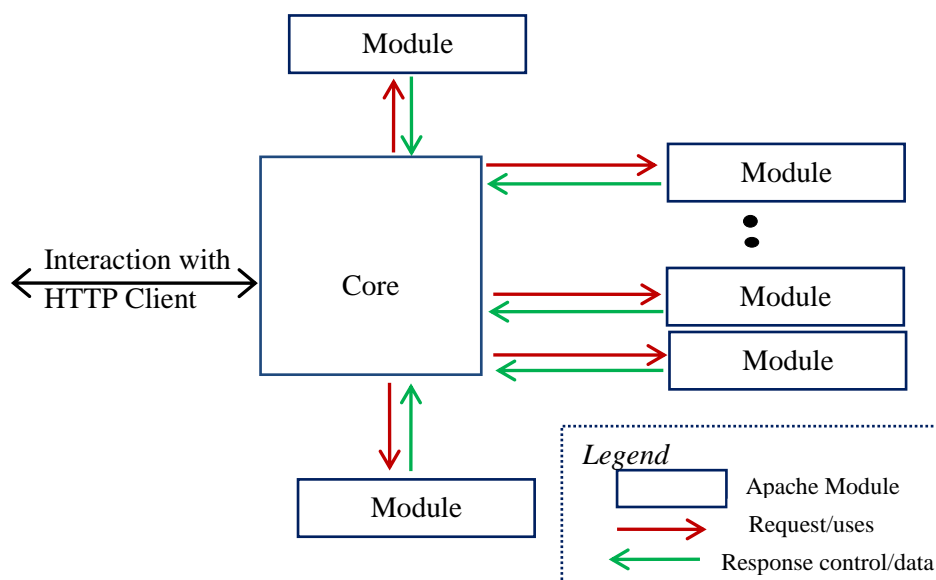 Module
Module
Interaction with
HTTP Client
Core
Module
Module
Module
Legend
Apache Module
Request/uses
Response control/data